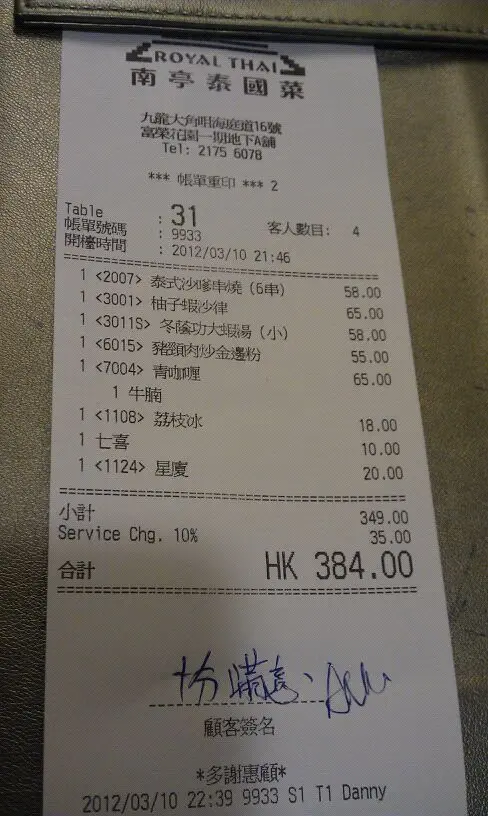 ROYAL THAI
南亭泰國菜
九龍大角咀海庭道16號
富榮花園一期地下A舖
Tel: 2175 6078
*** 帳單重印 *** 2
Table : 31
帳單號碼 : 9933 客人數目: 4
開檯時間 : 2012/03/10 21:46
1 <2007> 泰式沙嗲串燒 (6串) 58.00
1 <3001> 柚子蝦沙律 65.00
1 <3011S> 冬蔭功大蝦湯 (小) 58.00
1 <6015> 豬頸肉炒金邊粉 55.00
1 <7004> 青咖喱 65.00
1 牛腩
1 <1108> 荔枝冰 18.00
1 七喜 10.00
1 <1124> 星廈 20.00
小計 349.00
Service Chg. 10% 35.00
合計 HK 384.00
十分滿意
顧客簽名
*多謝惠顧*
2012/03/10 22:39 9933 S1 T1 Danny